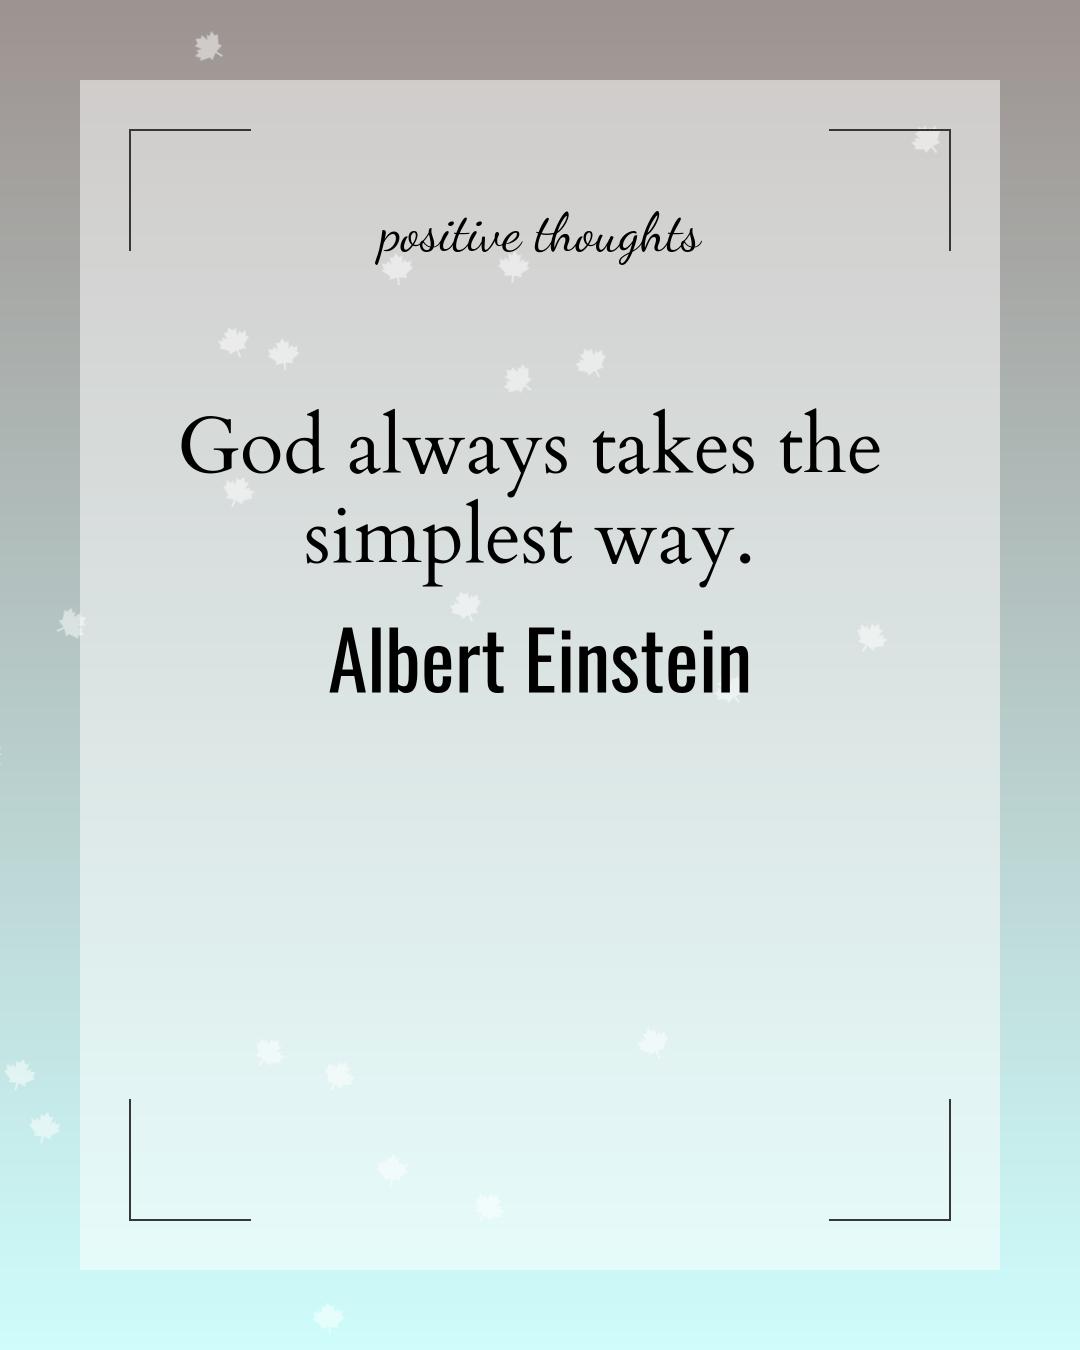 positive thoughts
God always takes the
simplest way.
Albert Einstein